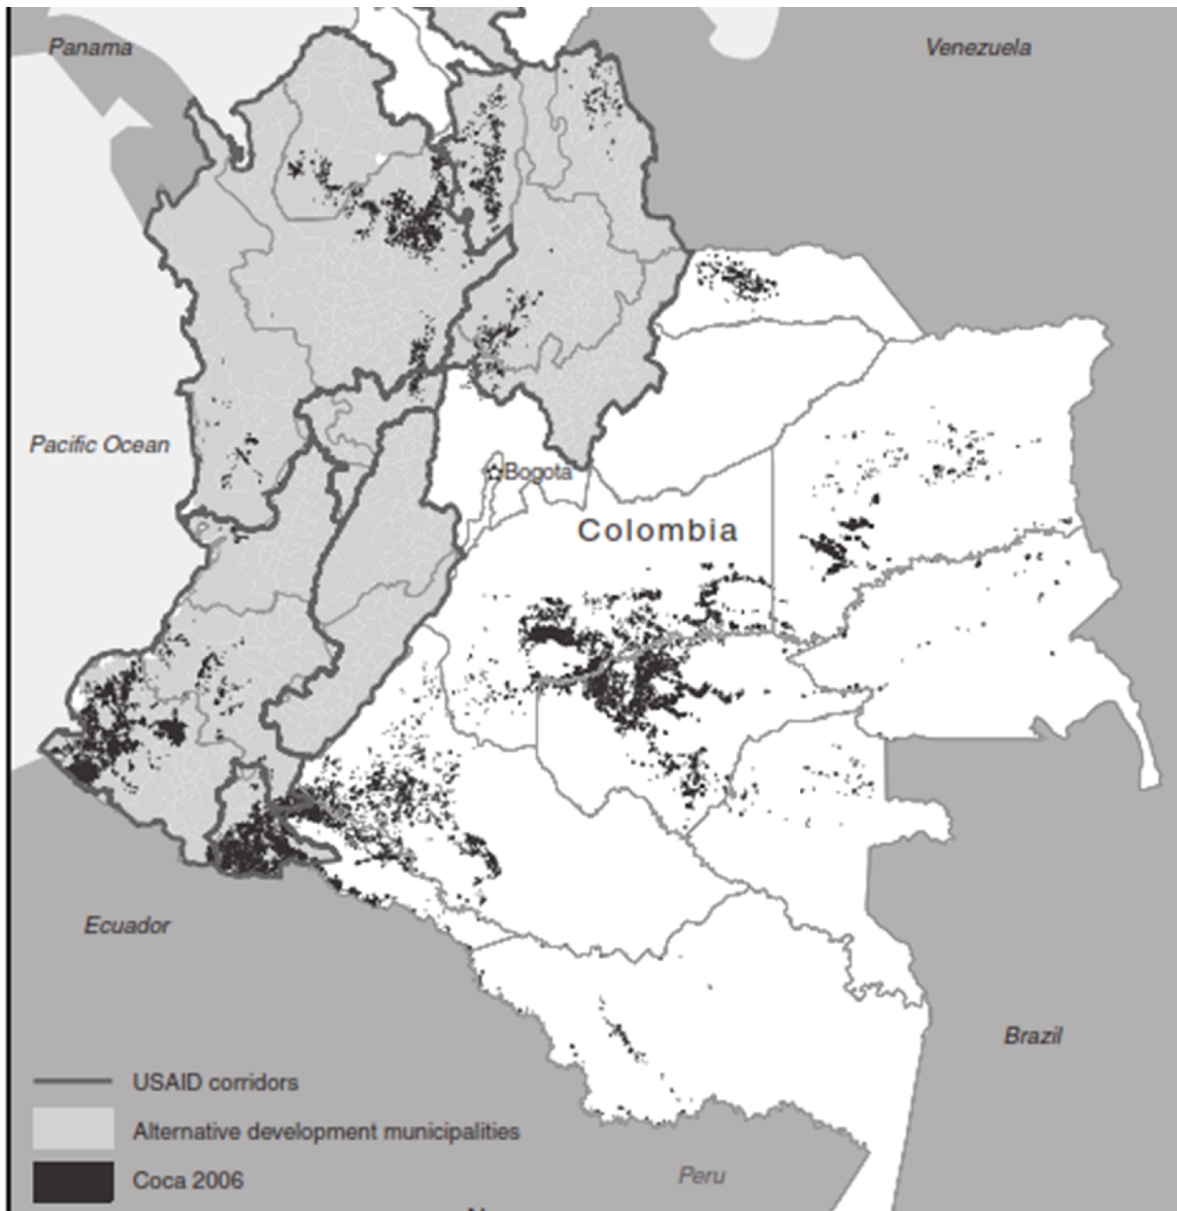 Panama
Venezuela
Pacific Ocean
Bogota
Colombia
Ecuador
Brazil
USAID corridors
Alternative development municipalities
Coca 2006
Peru